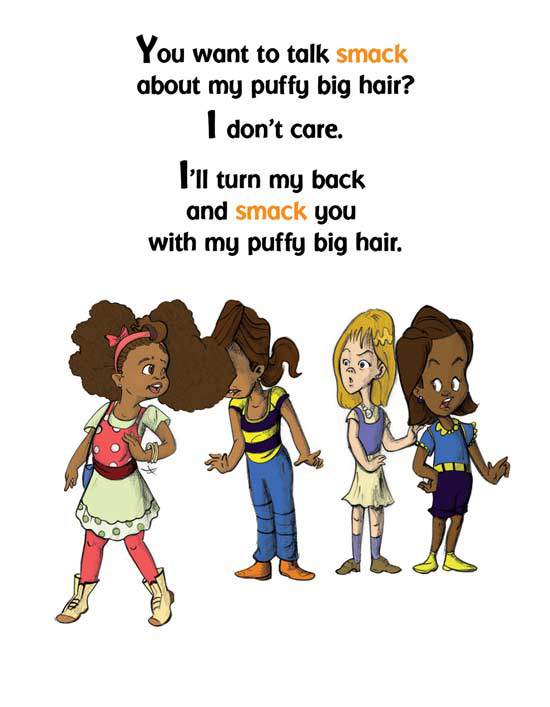 You want to talk smack
about my puffy big hair?
I don't care.
I'll turn my back
and smack you
with my puffy big hair.